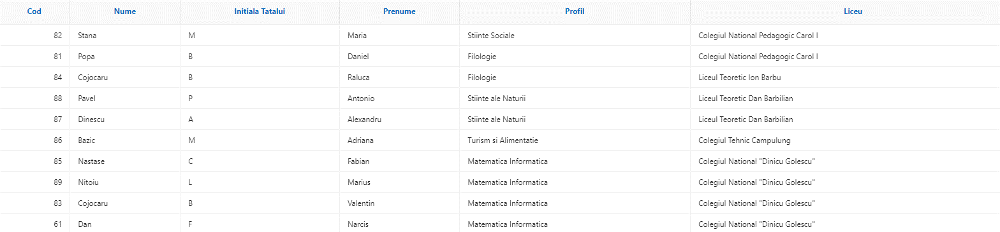 Cod Nume Initiala Tatalui Prenume Profil Liceu
82 Stana M Maria Stiinte Sociale Colegiul National Pedagogic Carol I
81 Popa B Daniel Filologie Colegiul National Pedagogic Carol I
84 Cojocaru B Raluca Filologie Liceul Teoretic Ion Barbu
88 Pavel P Antonio Stiinte ale Naturii Liceul Teoretic Dan Barbilian
87 Dinescu A Alexandru Stiinte ale Naturii Liceul Teoretic Dan Barbilian
86 Bazic M Adriana Turism si Alimentatie Colegiul Tehnic Campulung
85 Nastase C Fabian Matematica Informatica Colegiul National "Dinicu Golescu"
89 Nitoiu L Marius Matematica Informatica Colegiul National "Dinicu Golescu"
83 Cojocaru B Valentin Matematica Informatica Colegiul National "Dinicu Golescu"
61 Dan F Narcis Matematica Informatica Colegiul National "Dinicu Golescu"